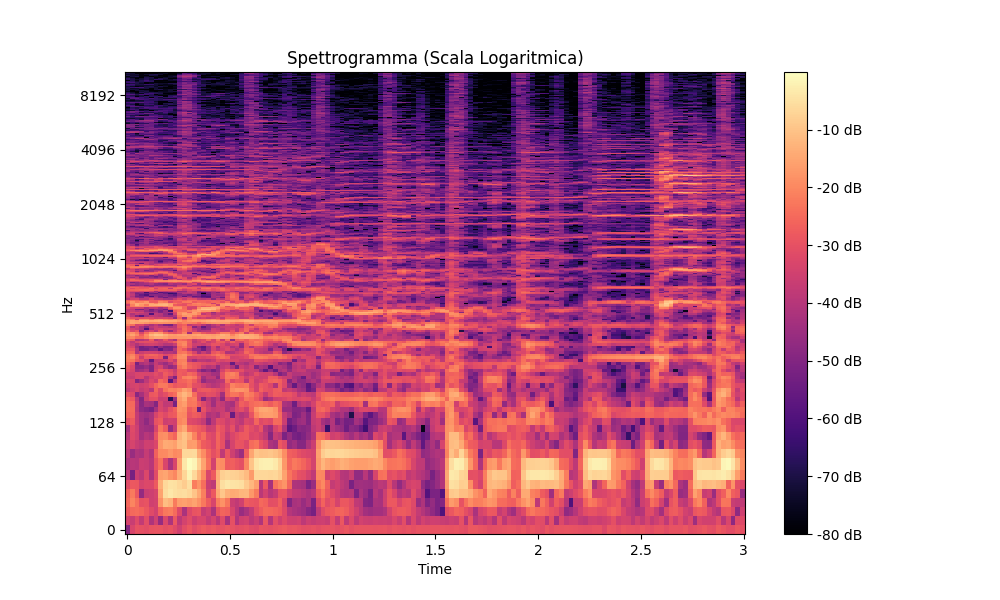 Spettrogramma (Scala Logaritmica)
Hz
8192
4096
2048
1024
512
256
128
64
0
0
0.5
1
1.5
2
2.5
3
Time
-10 dB
-20 dB
-30 dB
-40 dB
-50 dB
-60 dB
-70 dB
-80 dB